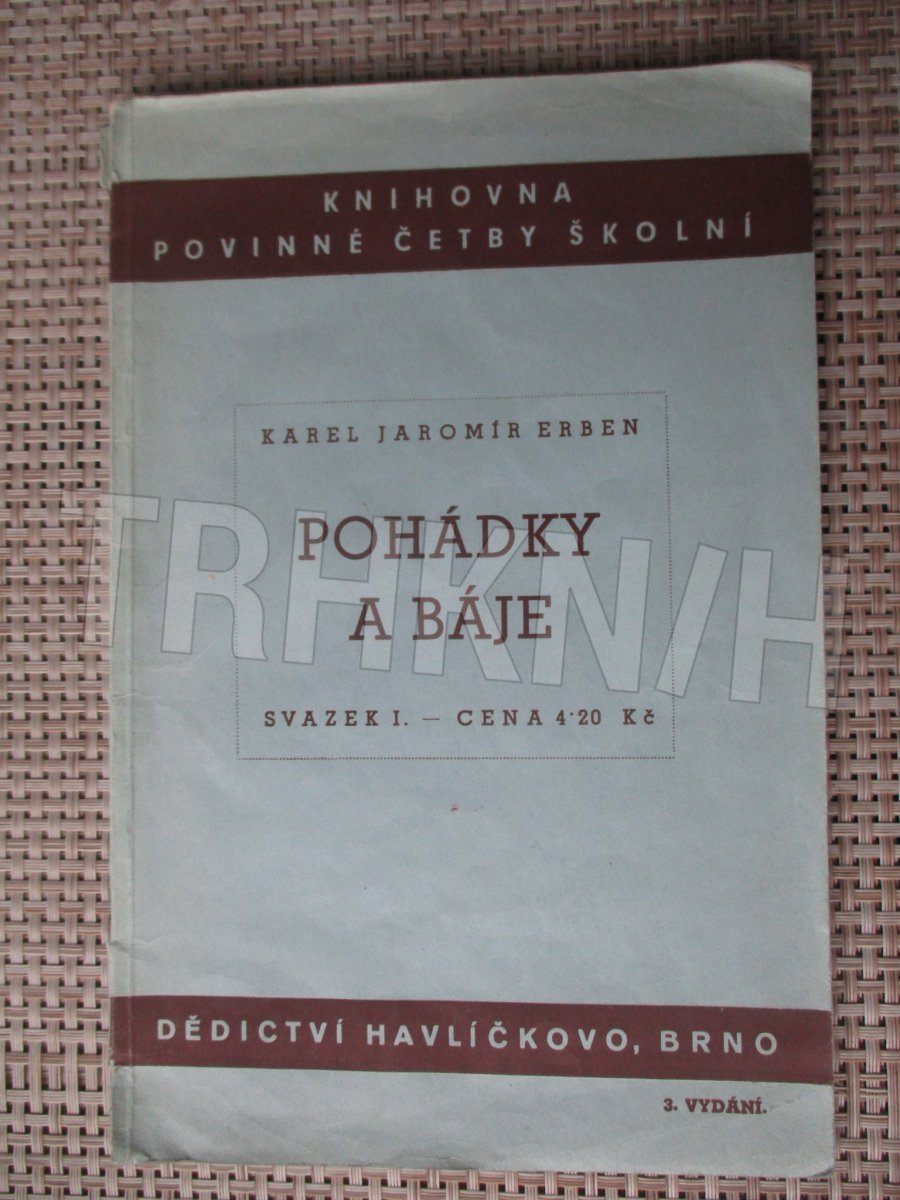 KNIHOVNA
POVINNÉ ČETBY ŠKOLNÍ
KAREL JAROMÍR ERBEN
POHÁDKY
A BÁJE
TRHKNIH
SVAZEK I. — CENA 4·20 Kč
DĚDICTVÍ HAVLÍČKOVO, BRNO
3. VYDÁNÍ.